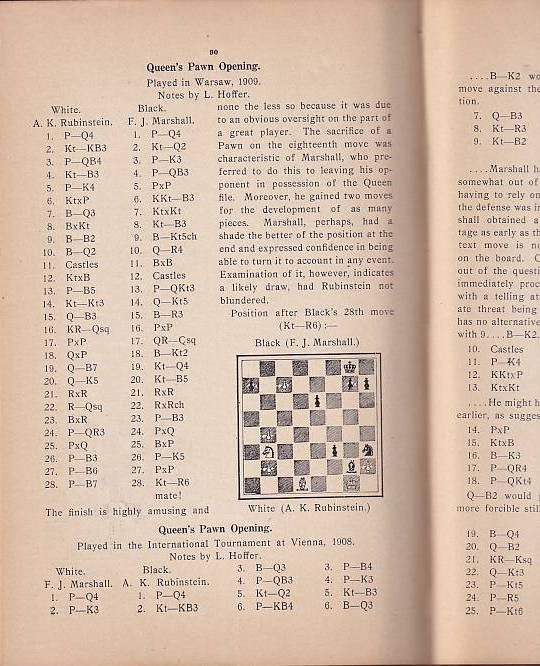 90
Queen's Pawn Opening.
Played in Warsaw, 1909.
Notes by L. Hoffer.
White. Black.
A. K. Rubinstein. F. J. Marshall.
1. P—Q4 1. P—Q4
2. Kt—KB3 2. Kt—Q2
3. P—QB4 3. P—K3
4. Kt—B3 4. P—QB3
5. P—K4 5. PxP
6. KtxP 6. KKt—B3
7. B—Q3 7. KtxKt
8. BxKt 8. Kt—B3
9. B—B2 9. B—Kt5ch
10. B—Q2 10. Q—R4
11. Castles 11. BxB
12. KtxB 12. Castles
13. P—B5 13. P—QKt3
14. Kt—Kt3 14. Q—Kt5
15. Q—B3 15. B—R3
16. KR—Qsq 16. PxP
17. PxP 17. QR—Qsq
18. QxP 18. B—Kt2
19. Q—B7 19. Kt—Q4
20. Q—K5 20. Kt—B5
21. RxR 21. RxR
22. R—Qsq 22. RxRch
23. BxR 23. P—B3
24. P—QR3 24. PxQ
25. PxQ 25. BxP
26. P—B3 26. P—K5
27. P—B6 27. PxP
28. P—B7 28. Kt—R6
mate!
The finish is highly amusing and
none the less so because it was due
to an obvious oversight on the part of
a great player. The sacrifice of a
Pawn on the eighteenth move was
characteristic of Marshall, who pre-
ferred to do this to leaving his op-
ponent in possession of the Queen
file. Moreover, he gained two moves
for the development of as many
pieces. Marshall, perhaps, had a
shade the better of the position at the
end and expressed confidence in being
able to turn it to account in any event.
Examination of it, however, indicates
a likely draw, had Rubinstein not
blundered.
Position after Black's 28th move
(Kt—R6) :—
Black (F. J. Marshall.)
White (A. K. Rubinstein.)
Queen's Pawn Opening.
Played in the International Tournament at Vienna, 1908.
Notes by L. Hoffer.
White. Black.
F. J. Marshall. A. K. Rubinstein.
1. P—Q4 1. P—Q4
2. P—K3 2. Kt—KB3
3. B—Q3 3. P—B4
4. P—QB3 4. P—K3
5. Kt—Q2 5. Kt—B3
6. P—KB4 6. B—Q3
....B—K2 wo
move against the
tion.
7. Q—B3
8. Kt—R3
9. Kt—B2
....Marshall h
somewhat out of
having to rely on
the defense was in
shall obtained a
tage as early as th
text move is no
on the board. C
out of the questi
immediately proc
with a telling at
ate threat being
has no alternative
with 9....B—K2.
10. Castles
11. P—K4
12. KKtxP
13. KtxKt
....He might h
earlier, as sugges
14. PxP
15. KtxB
16. B—K3
17. P—QR4
18. P—QKt4
Q—B2 would
more forcible still
19. B—Q4
20. Q—B2
21. KR—Ksq
22. Q—Kt3
23. P—Kt5
24. P—R5
25. P—Kt6